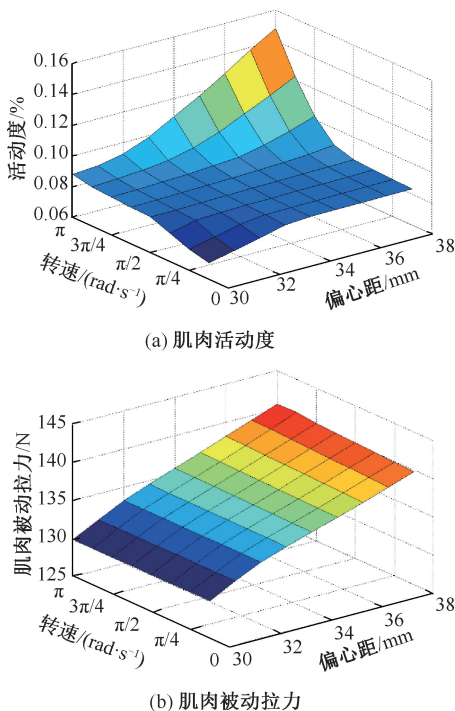 0.16
0.14
0.12
0.10
0.08
0.06
活动度/%
π
3π/4
π/2
π/4
0
转速/(rad·s⁻¹)
30
32
34
36
38
偏心距/mm
(a) 肌肉活动度
145
140
135
130
125
肌肉被动拉力/N
π
3π/4
π/2
π/4
0
转速/(rad·s⁻¹)
30
32
34
36
38
偏心距/mm
(b) 肌肉被动拉力